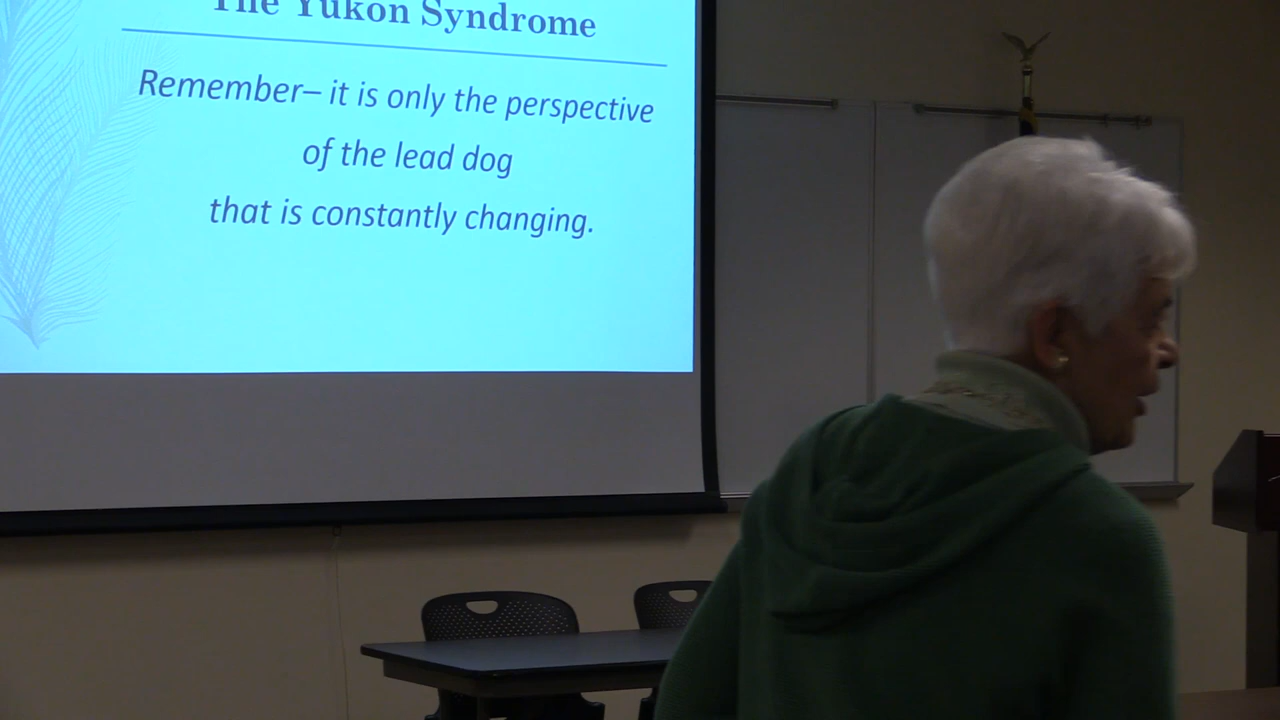 The Yukon Syndrome
Remember– it is only the perspective
of the lead dog
that is constantly changing.